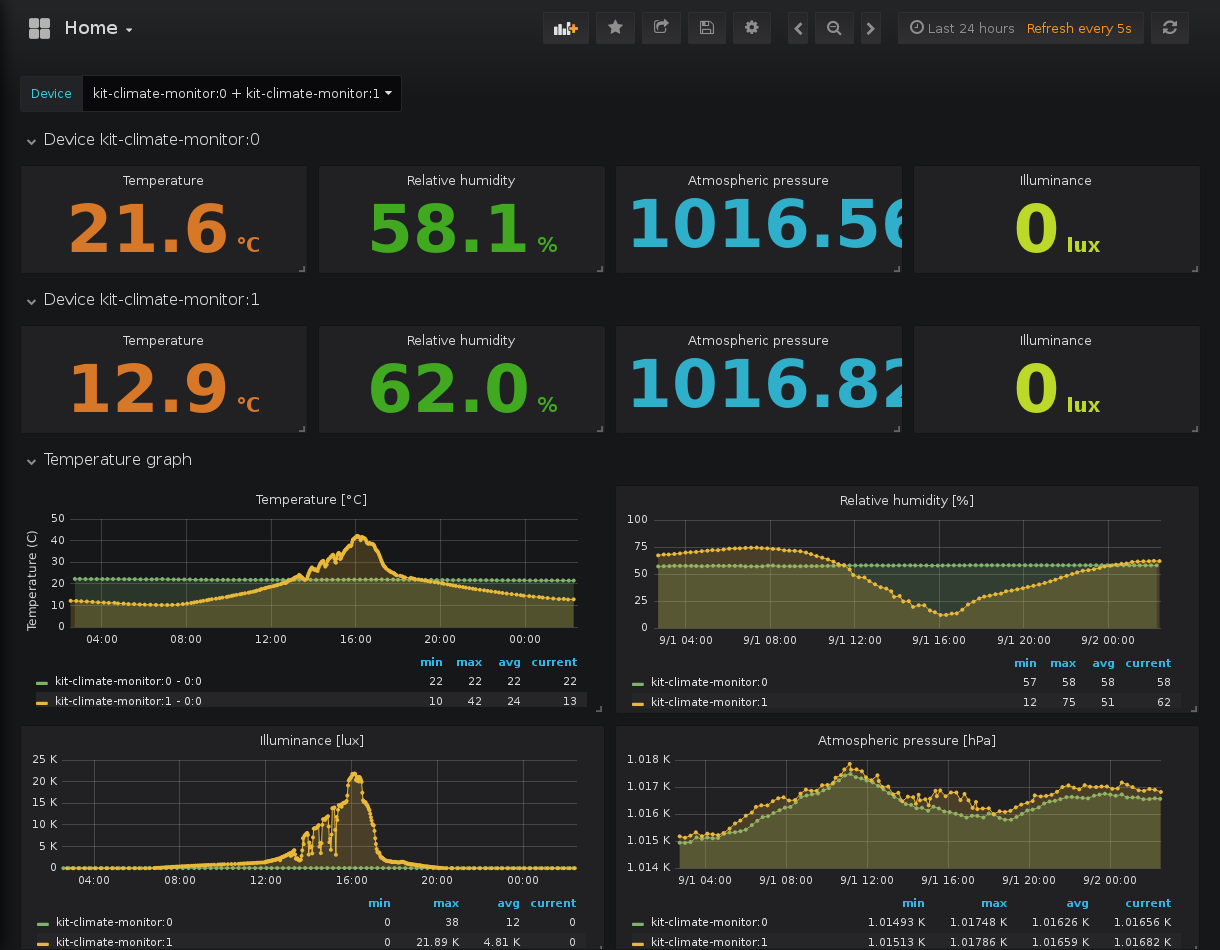 Home
Last 24 hours Refresh every 5s
Device kit-climate-monitor:0 + kit-climate-monitor:1
Device kit-climate-monitor:0
Temperature Relative humidity Atmospheric pressure Illuminance
21.6 °C 58.1 % 1016.56 0 lux
Device kit-climate-monitor:1
Temperature Relative humidity Atmospheric pressure Illuminance
12.9 °C 62.0 % 1016.82 0 lux
Temperature graph
Temperature [°C]
Temperature (C)
50
40
30
20
10
0
04:00 08:00 12:00 16:00 20:00 00:00
min max avg current
kit-climate-monitor:0 - 0:0 22 22 22 22
kit-climate-monitor:1 - 0:0 10 42 24 13
Relative humidity [%]
100
75
50
25
0
9/1 04:00 9/1 08:00 9/1 12:00 9/1 16:00 9/1 20:00 9/2 00:00
min max avg current
kit-climate-monitor:0 57 58 58 58
kit-climate-monitor:1 12 75 51 62
Illuminance [lux]
25 K
20 K
15 K
10 K
5 K
0
04:00 08:00 12:00 16:00 20:00 00:00
min max avg current
kit-climate-monitor:0 0 38 12 0
kit-climate-monitor:1 0 21.89 K 4.81 K 0
Atmospheric pressure [hPa]
1.018 K
1.017 K
1.016 K
1.015 K
1.014 K
9/1 04:00 9/1 08:00 9/1 12:00 9/1 16:00 9/1 20:00 9/2 00:00
min max avg current
kit-climate-monitor:0 1.01493 K 1.01748 K 1.01626 K 1.01656 K
kit-climate-monitor:1 1.01513 K 1.01786 K 1.01659 K 1.01682 K